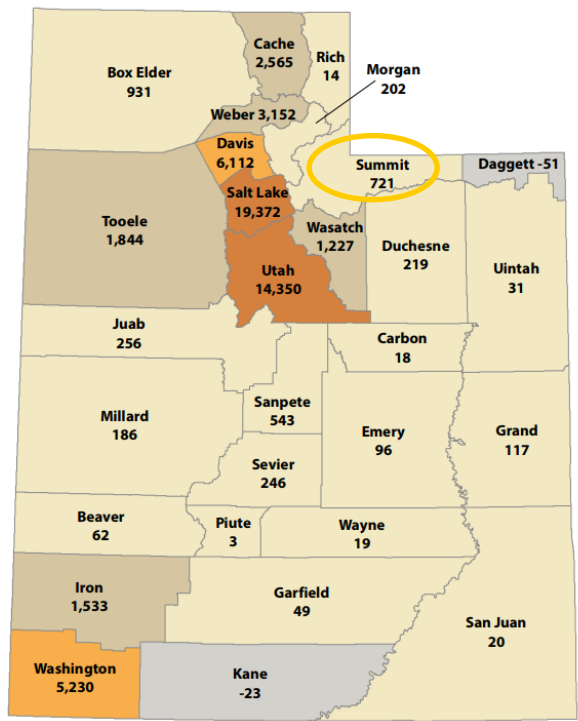 Cache
2,565
Rich
14
Box Elder
931
Morgan
202
Weber 3,152
Davis
6,112
Summit
721
Daggett -51
Salt Lake
19,372
Tooele
1,844
Wasatch
1,227
Duchesne
219
Uintah
31
Utah
14,350
Juab
256
Carbon
18
Sanpete
543
Millard
186
Emery
96
Grand
117
Sevier
246
Beaver
62
Piute
3
Wayne
19
Iron
1,533
Garfield
49
San Juan
20
Washington
5,230
Kane
-23